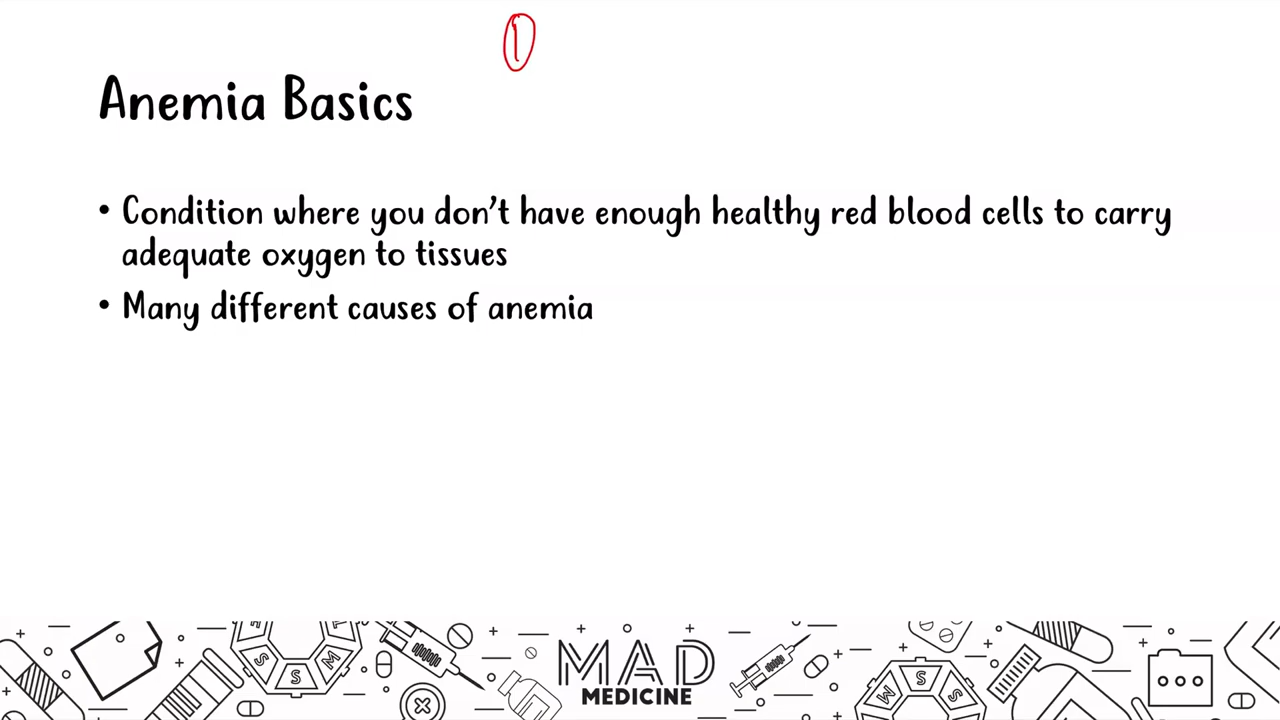 ①
Anemia Basics
• Condition where you don't have enough healthy red blood cells to carry
adequate oxygen to tissues
• Many different causes of anemia
S
S
M
M
S
S
MAD
MEDICINE